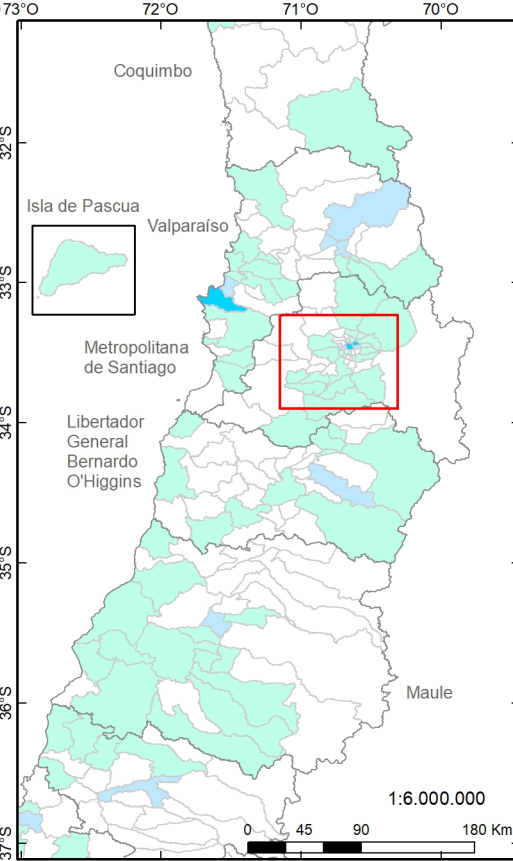 73°O 72°O 71°O 70°O
Coquimbo
32°S
Isla de Pascua
Valparaíso
33°S
Metropolitana
de Santiago
34°S
Libertador
General
Bernardo
O'Higgins
35°S
Maule
36°S
1:6.000.000
0 45 90 180 Km
37°S